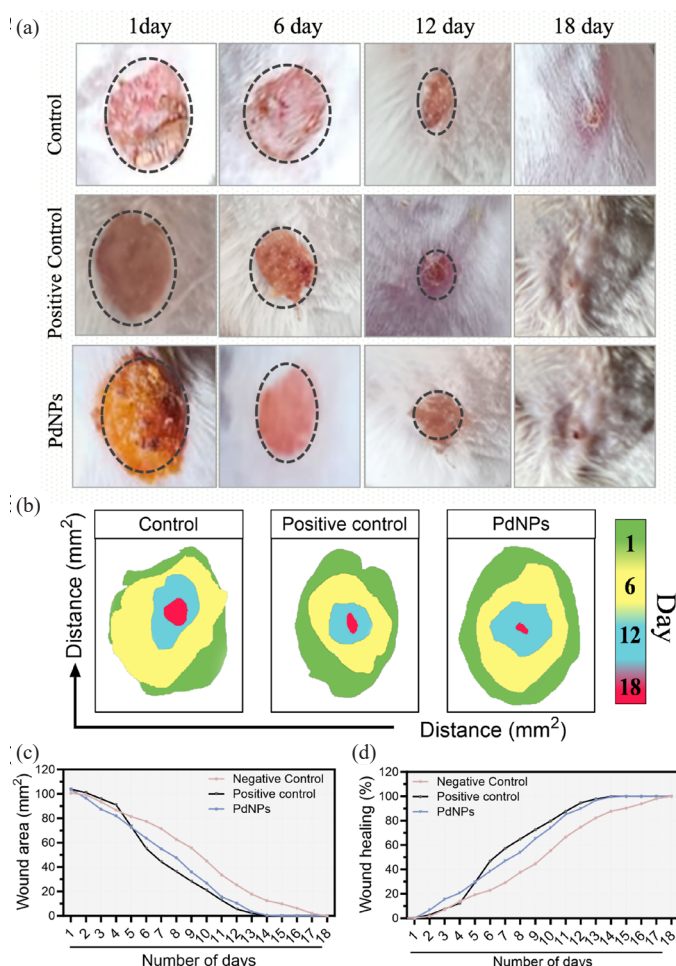 (a)
1day 6 day 12 day 18 day
Control
Positive Control
PdNPs
(b)
Control Positive control PdNPs
Distance (mm²)
Distance (mm²)
1
6
12
18
Day
(c)
Wound area (mm²)
120
100
80
60
40
20
0
Negative Control
Positive control
PdNPs
1 2 3 4 5 6 7 8 9 10 11 12 13 14 15 16 17 18
Number of days
(d)
Wound healing (%)
120
100
80
60
40
20
0
Negative Control
Positive control
PdNPs
1 2 3 4 5 6 7 8 9 10 11 12 13 14 15 16 17 18
Number of days